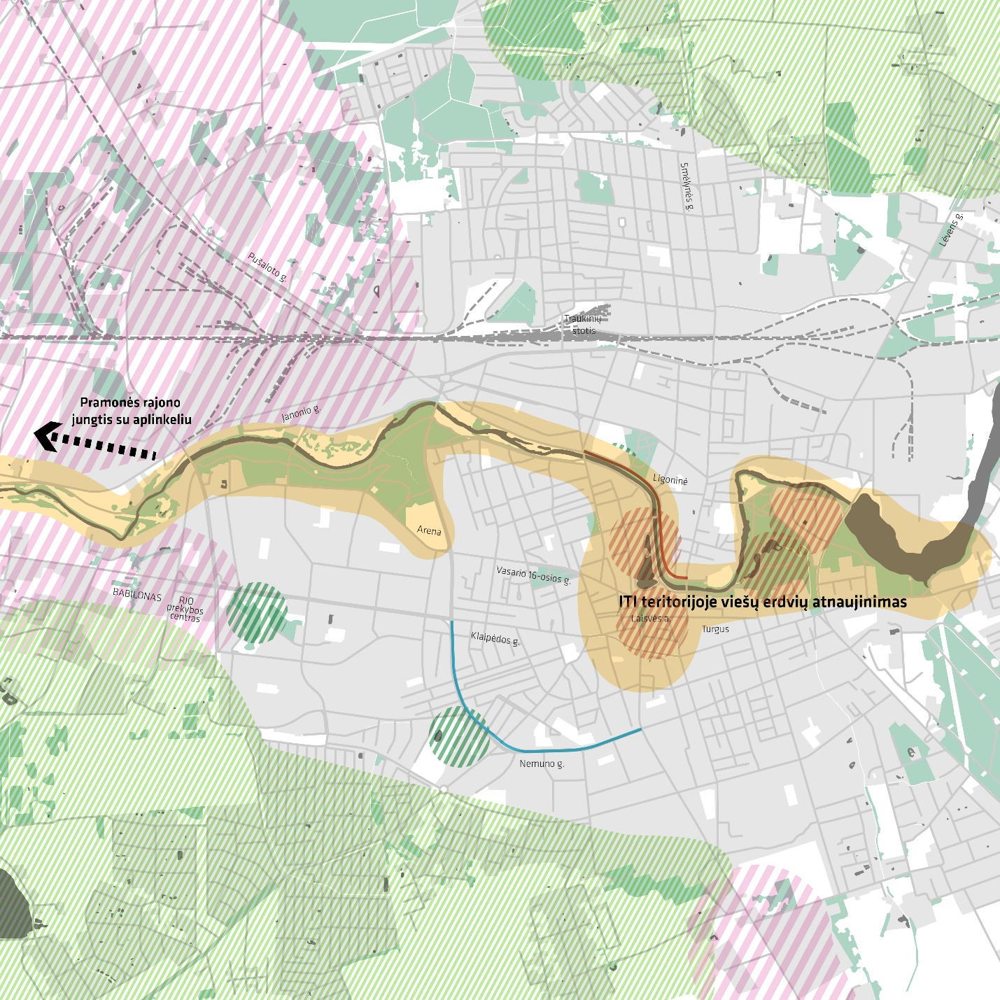 Smėlynės g.
Lėvens g.
Pušaloto g.
Traukinių
stotis
Pramonės rajono
jungtis su aplinkeliu
Janonio g.
Ligoninė
Arena
Vasario 16-osios g.
BABILONAS
RIO
prekybos
centras
ITI teritorijoje viešų erdvių atnaujinimas
Laisvės a.
Turgus
Klaipėdos g.
Nemuno g.